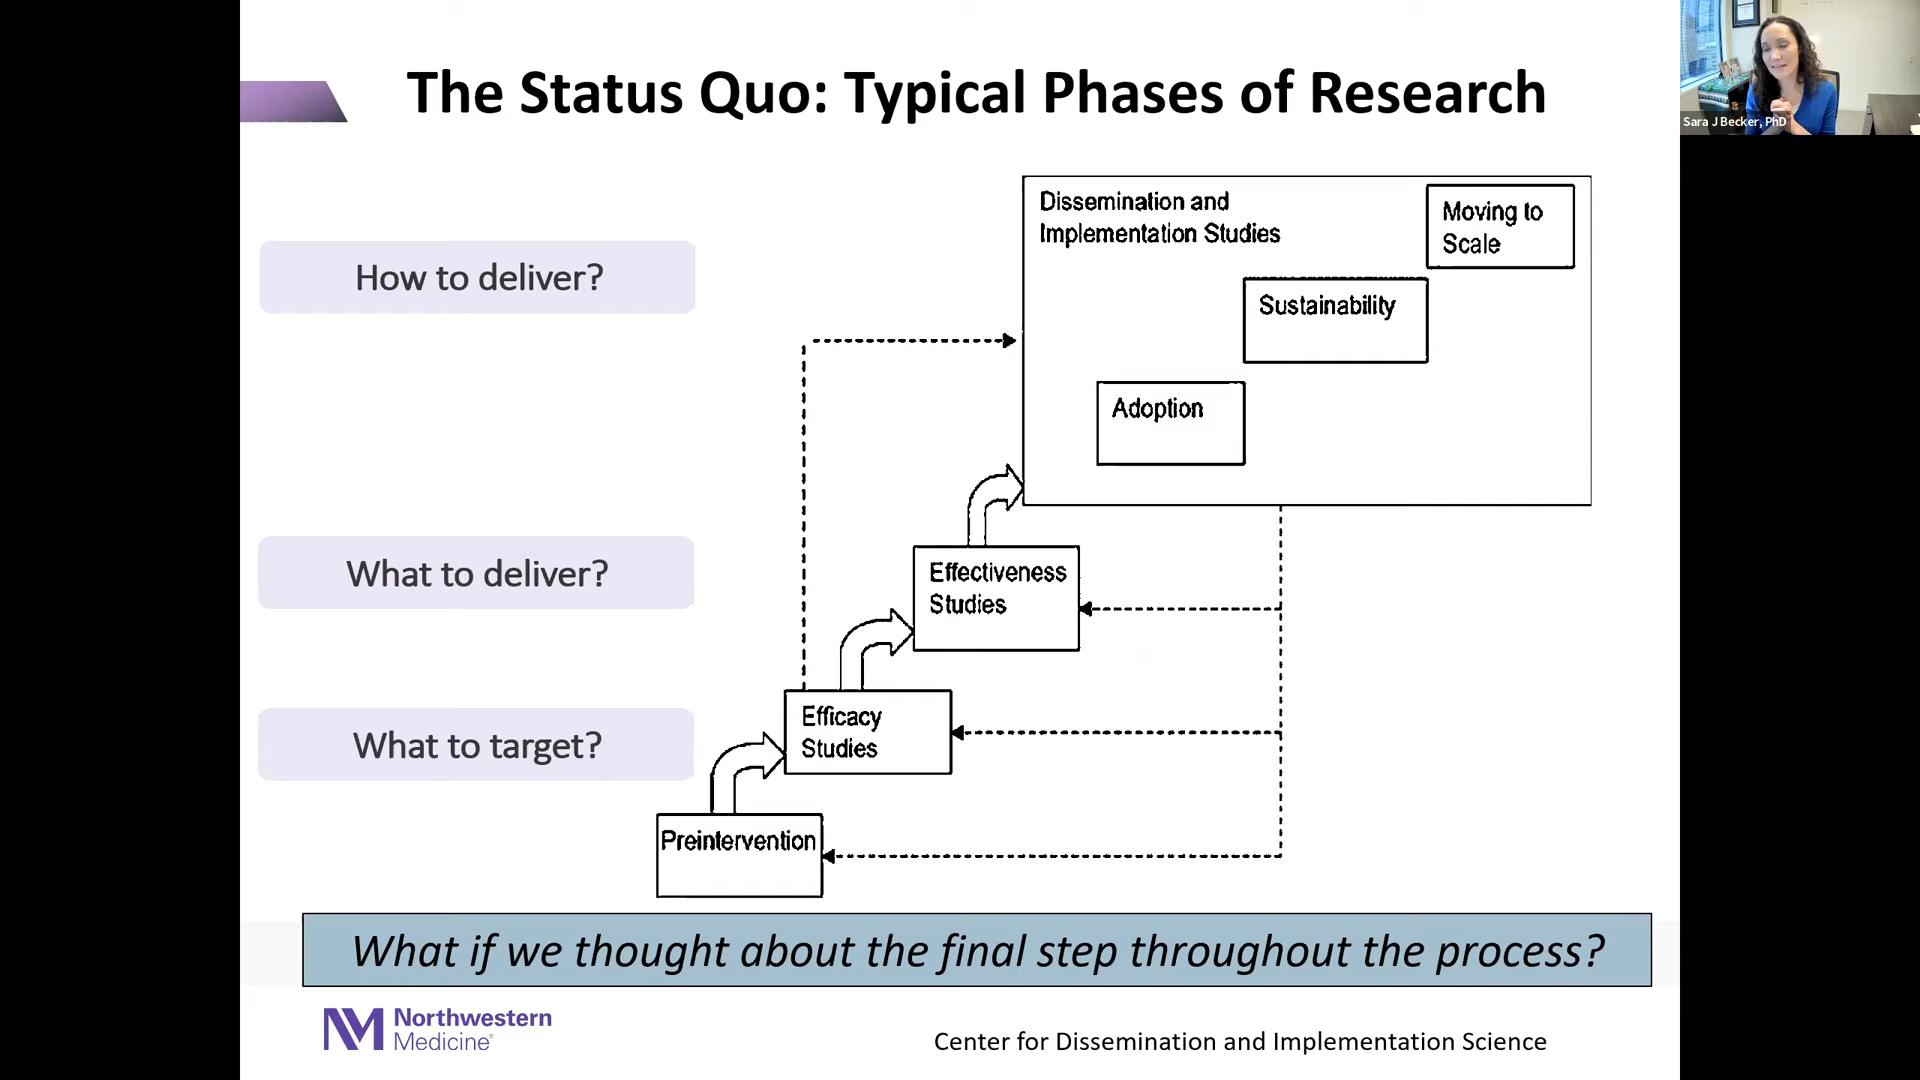 The Status Quo: Typical Phases of Research
Sara J Becker, PhD
How to deliver?
Dissemination and
Implementation Studies
Moving to
Scale
Sustainability
Adoption
What to deliver?
Effectiveness
Studies
What to target?
Efficacy
Studies
Preintervention
What if we thought about the final step throughout the process?
NM Northwestern
Medicine®
Center for Dissemination and Implementation Science